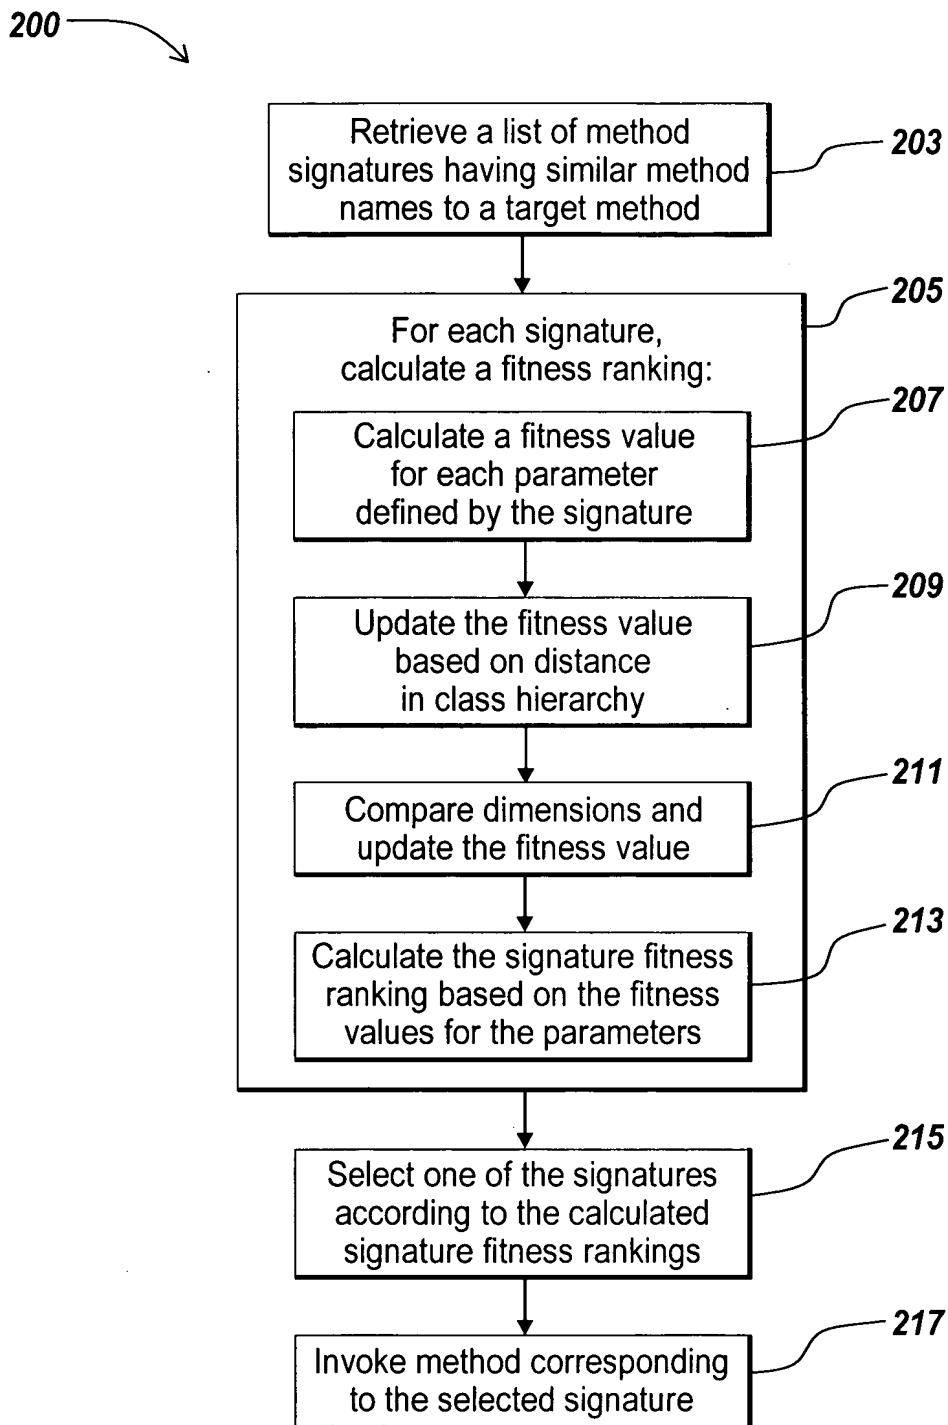 200
Retrieve a list of method
signatures having similar method
names to a target method
203
205
For each signature,
calculate a fitness ranking:
207
Calculate a fitness value
for each parameter
defined by the signature
209
Update the fitness value
based on distance
in class hierarchy
211
Compare dimensions and
update the fitness value
213
Calculate the signature fitness
ranking based on the fitness
values for the parameters
215
Select one of the signatures
according to the calculated
signature fitness rankings
217
Invoke method corresponding
to the selected signature